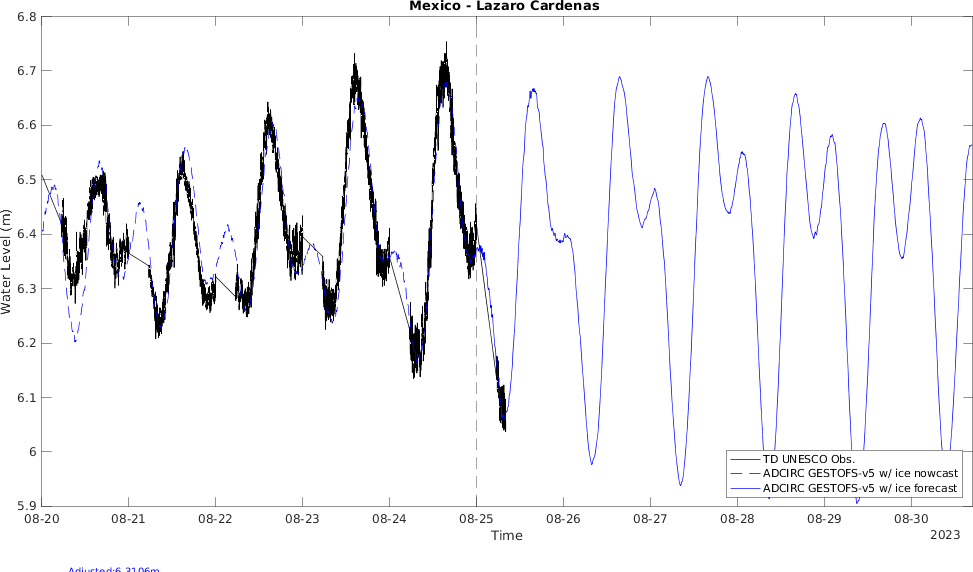 Mexico - Lazaro Cardenas
6.8
6.7
6.6
6.5
6.4
6.3
6.2
6.1
6
5.9
Water Level (m)
TD UNESCO Obs.
ADCIRC GESTOFS-v5 w/ ice nowcast
ADCIRC GESTOFS-v5 w/ ice forecast
08-20 08-21 08-22 08-23 08-24 08-25 08-26 08-27 08-28 08-29 08-30
Time
2023
Adjusted:6.3106m